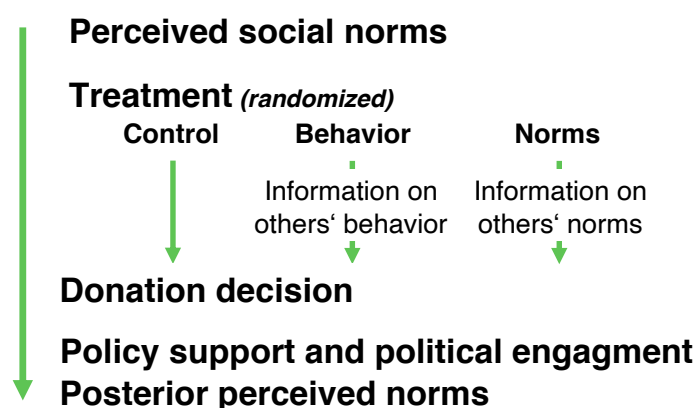 Perceived social norms
Treatment (randomized)
Control Behavior Norms
Information on others‘ behavior
Information on others‘ norms
Donation decision
Policy support and political engagment
Posterior perceived norms